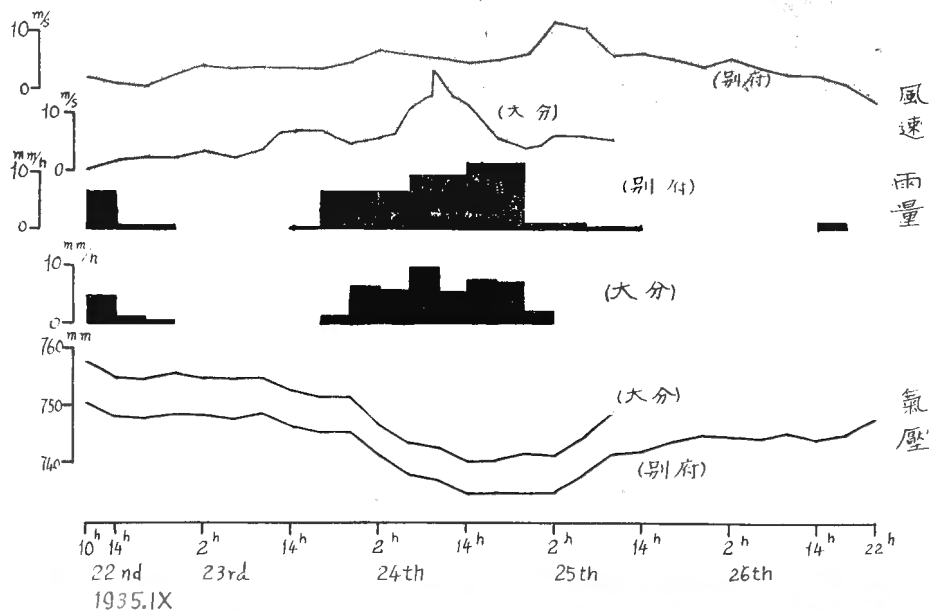 10 m/s
0
(別府)
m/s
10
0
(大分)
風速
mm/h
10
0
(別府)
雨量
mm/h
10
0
(大分)
mm
760
750
740
(大分)
(別府)
氣壓
10h 14h 2h 14h 2h 14h 2h 14h 2h 14h 22h
22nd 23rd 24th 25th 26th
1935.IX